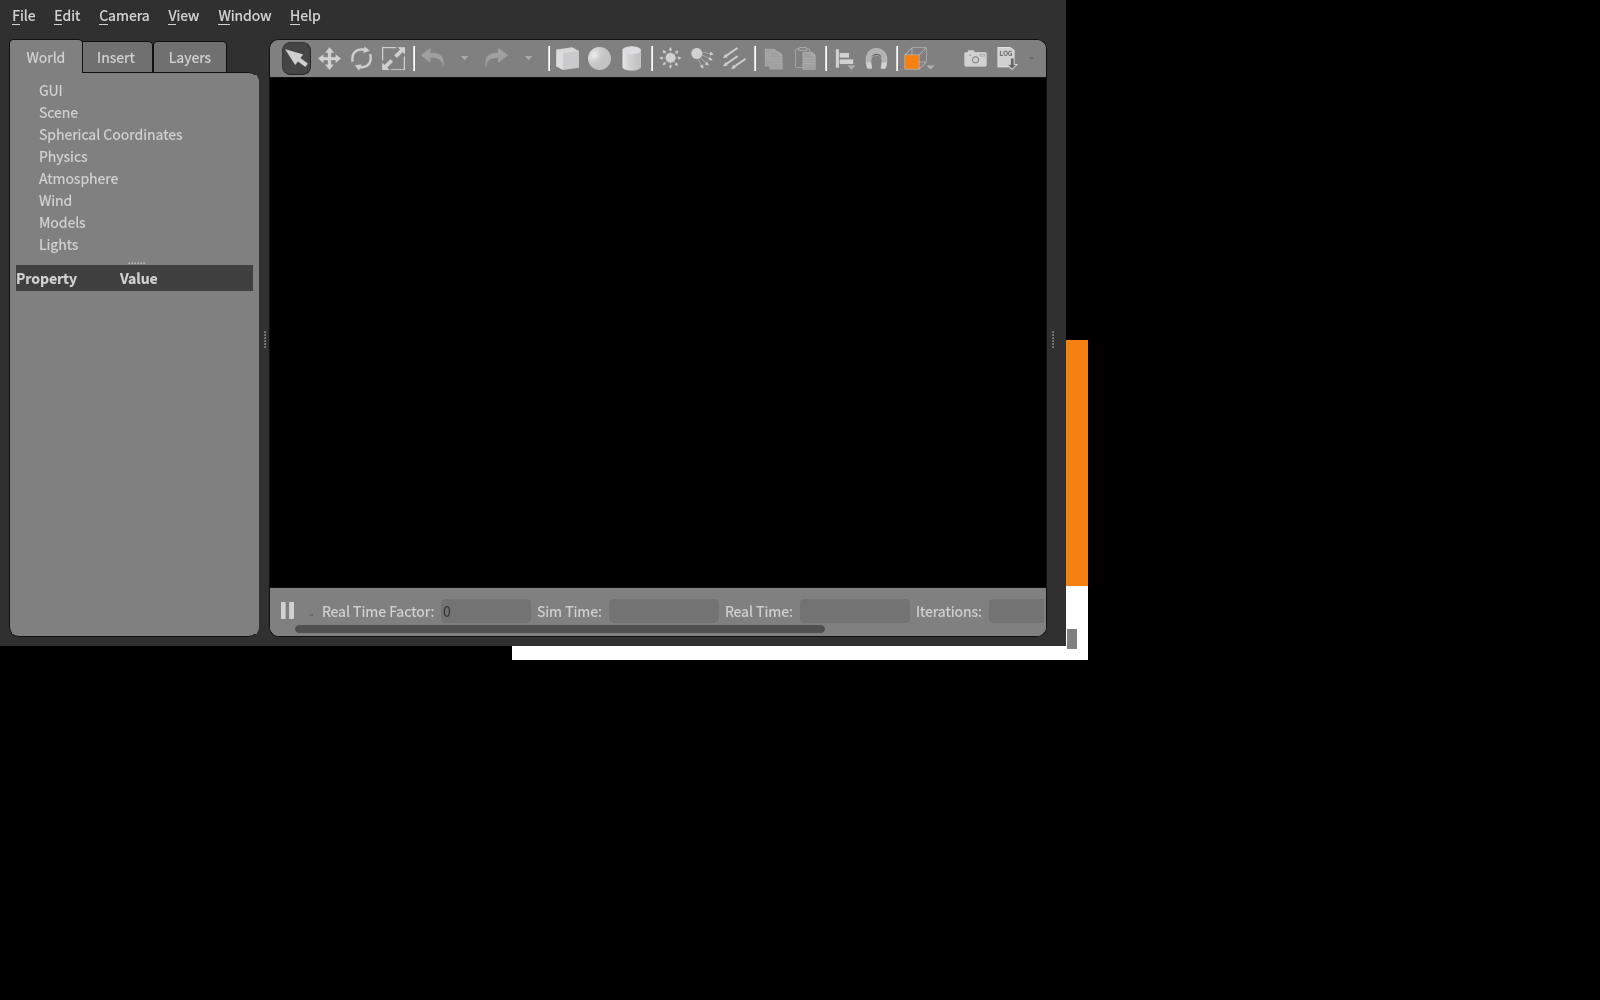 File Edit Camera View Window Help
World Insert Layers
LOG
GUI
Scene
Spherical Coordinates
Physics
Atmosphere
Wind
Models
Lights
Property Value
Real Time Factor: 0 Sim Time: Real Time: Iterations: